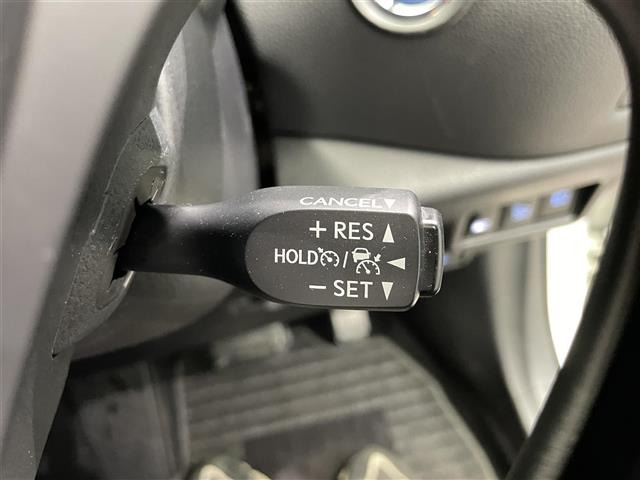 CANCEL▼
+ RES ▲
HOLD / ◀
− SET ▼